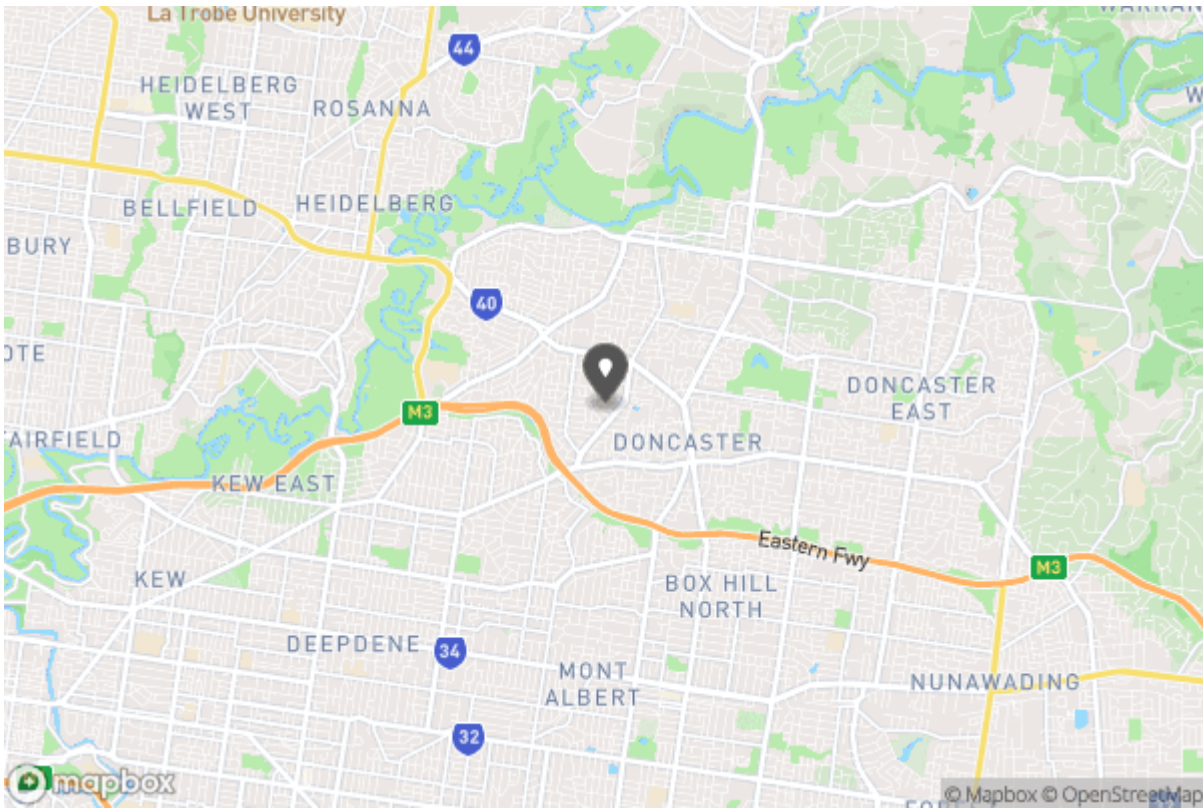 La Trobe University
WARRAN
44
HEIDELBERG
WEST
ROSANNA
W
BELLFIELD
HEIDELBERG
BURY
40
OTE
DONCASTER
EAST
M3
FAIRFIELD
DONCASTER
KEW EAST
Eastern Fwy
M3
KEW
BOX HILL
NORTH
DEEPDENE
34
MONT
ALBERT
NUNAWADING
32
mapbox
© Mapbox © OpenStreetMap